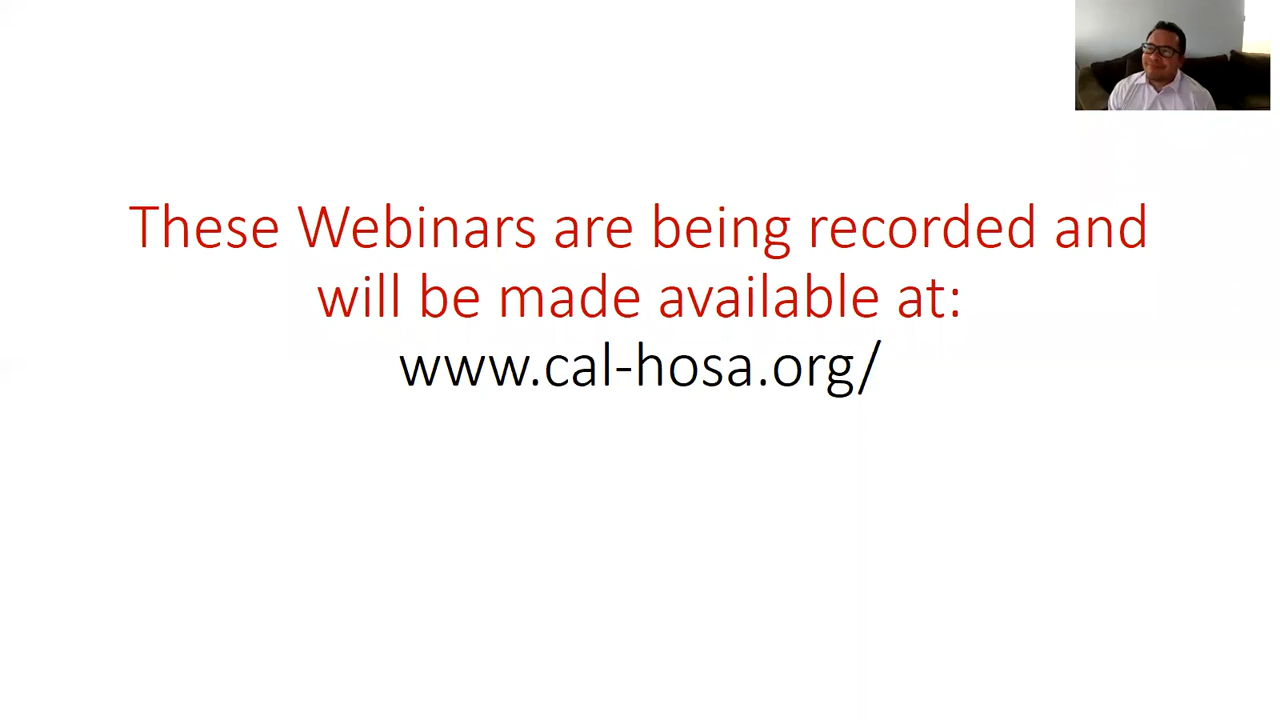 These Webinars are being recorded and
will be made available at:
www.cal-hosa.org/